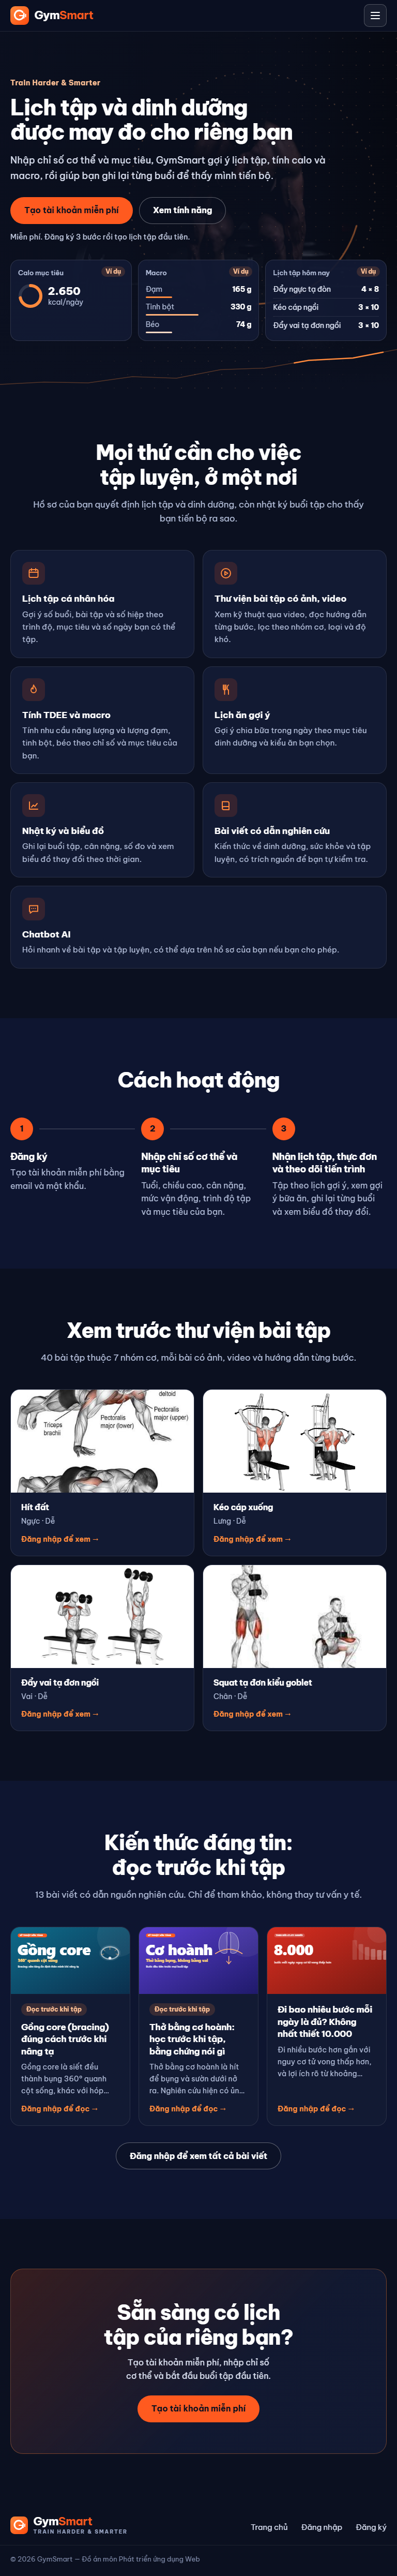 GymSmart
Train Harder & Smarter
Lịch tập và dinh dưỡng
được may đo cho riêng bạn
Nhập chỉ số cơ thể và mục tiêu, GymSmart gợi ý lịch tập, tính calo và
macro, rồi giúp bạn ghi lại từng buổi để thấy mình tiến bộ.
Tạo tài khoản miễn phí
Xem tính năng
Miễn phí. Đăng ký 3 bước rồi tạo lịch tập đầu tiên.
Calo mục tiêu
Ví dụ
2.650
kcal/ngày
Macro
Ví dụ
Đạm 165 g
Tinh bột 330 g
Béo 74 g
Lịch tập hôm nay
Ví dụ
Đẩy ngực tạ đòn 4 × 8
Kéo cáp ngồi 3 × 10
Đẩy vai tạ đơn ngồi 3 × 10
Mọi thứ cần cho việc
tập luyện, ở một nơi
Hồ sơ của bạn quyết định lịch tập và dinh dưỡng, còn nhật ký buổi tập cho thấy
bạn tiến bộ ra sao.
Lịch tập cá nhân hóa
Gợi ý số buổi, bài tập và số hiệp theo
trình độ, mục tiêu và số ngày bạn có thể
tập.
Thư viện bài tập có ảnh, video
Xem kỹ thuật qua video, đọc hướng dẫn
từng bước, lọc theo nhóm cơ, loại và độ
khó.
Tính TDEE và macro
Tính nhu cầu năng lượng và lượng đạm,
tinh bột, béo theo chỉ số và mục tiêu của
bạn.
Lịch ăn gợi ý
Gợi ý chia bữa trong ngày theo mục tiêu
dinh dưỡng và kiểu ăn bạn chọn.
Nhật ký và biểu đồ
Ghi lại buổi tập, cân nặng, số đo và xem
biểu đồ thay đổi theo thời gian.
Bài viết có dẫn nghiên cứu
Kiến thức về dinh dưỡng, sức khỏe và tập
luyện, có trích nguồn để bạn tự kiểm tra.
Chatbot AI
Hỏi nhanh về bài tập và tập luyện, có thể dựa trên hồ sơ của bạn nếu bạn cho phép.
Cách hoạt động
1
2
3
Đăng ký
Tạo tài khoản miễn phí bằng
email và mật khẩu.
Nhập chỉ số cơ thể và
mục tiêu
Tuổi, chiều cao, cân nặng,
mức vận động, trình độ tập
và mục tiêu của bạn.
Nhận lịch tập, thực đơn
và theo dõi tiến trình
Tập theo lịch gợi ý, xem gợi
ý bữa ăn, ghi lại từng buổi
và xem biểu đồ thay đổi.
Xem trước thư viện bài tập
40 bài tập thuộc 7 nhóm cơ, mỗi bài có ảnh, video và hướng dẫn từng bước.
deltoid
Pectoralis
major (upper)
Pectoralis
major (lower)
Triceps
brachii
Hít đất
Ngực · Dễ
Đăng nhập để xem →
Kéo cáp xuống
Lưng · Dễ
Đăng nhập để xem →
Đẩy vai tạ đơn ngồi
Vai · Dễ
Đăng nhập để xem →
Squat tạ đơn kiểu goblet
Chân · Dễ
Đăng nhập để xem →
Kiến thức đáng tin:
đọc trước khi tập
13 bài viết có dẫn nguồn nghiên cứu. Chỉ để tham khảo, không thay tư vấn y tế.
Gồng core
360° quanh cột sống
Đọc trước khi tập
Gồng core (bracing)
đúng cách trước khi
nâng tạ
Gồng core là siết đều
thành bụng 360° quanh
cột sống, khác với hóp...
Đăng nhập để đọc →
Cơ hoành
Thở bằng bụng, không bằng vai
Đọc trước khi tập
Thở bằng cơ hoành:
học trước khi tập,
bằng chứng nói gì
Thở bằng cơ hoành là hít
để bụng và sườn dưới nở
ra. Nghiên cứu hiện có ủn...
Đăng nhập để đọc →
8.000
Đi bao nhiêu bước mỗi
ngày là đủ? Không
nhất thiết 10.000
Đi nhiều bước hơn gắn với
nguy cơ tử vong thấp hơn,
và lợi ích rõ từ khoảng...
Đăng nhập để đọc →
Đăng nhập để xem tất cả bài viết
Sẵn sàng có lịch
tập của riêng bạn?
Tạo tài khoản miễn phí, nhập chỉ số
cơ thể và bắt đầu buổi tập đầu tiên.
Tạo tài khoản miễn phí
GymSmart
TRAIN HARDER & SMARTER
Trang chủ
Đăng nhập
Đăng ký
© 2026 GymSmart — Đồ án môn Phát triển ứng dụng Web